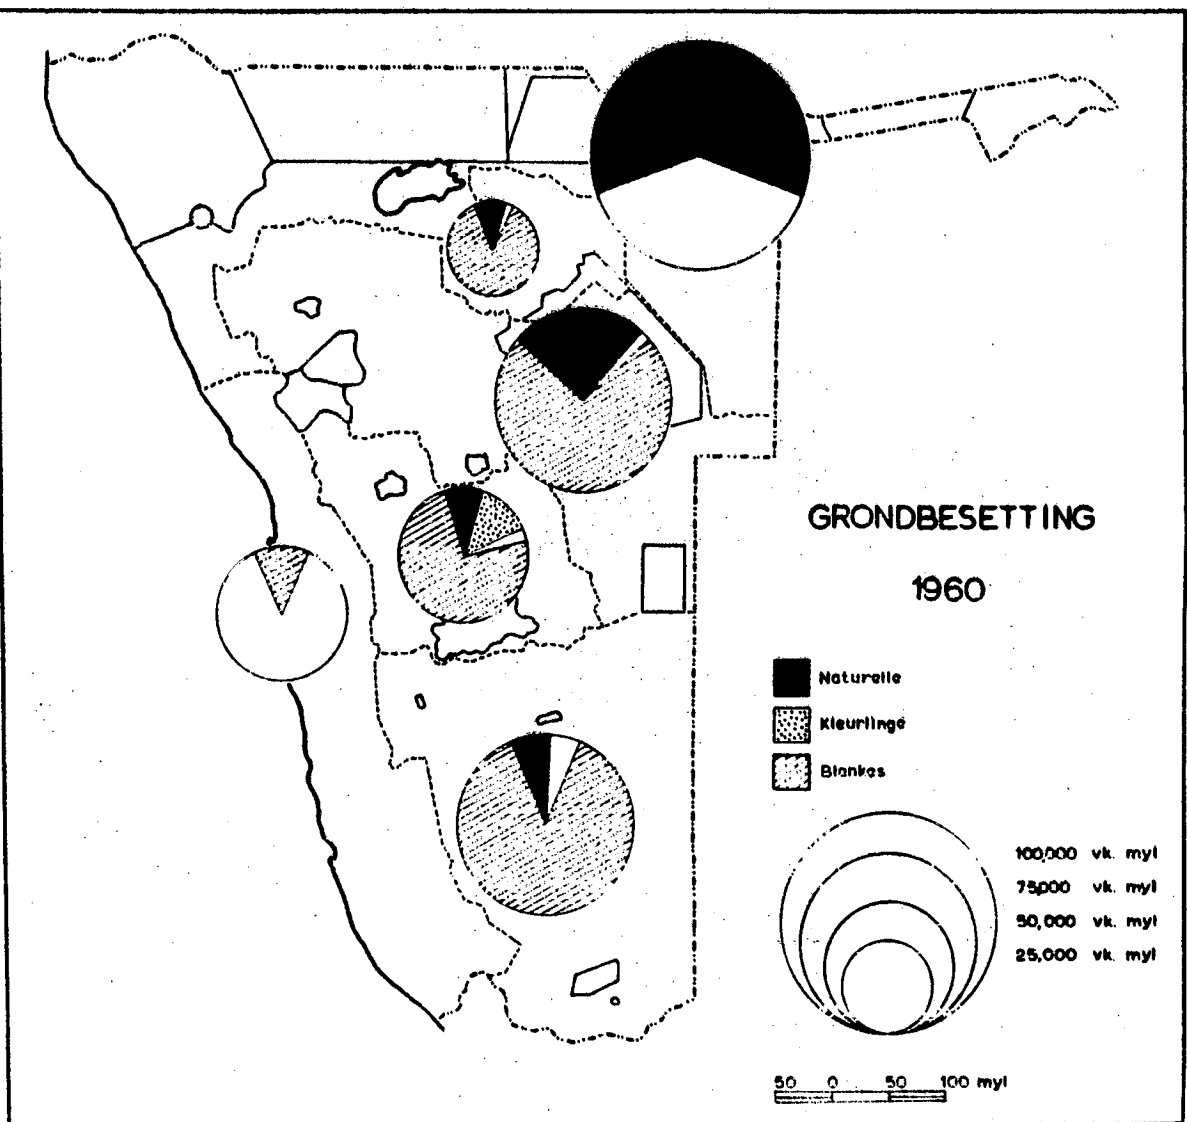 GRONDBESETTING
1960
Naturelle
Kleurlinge
Blankes
100,000 vk. myl
75,000 vk. myl
50,000 vk. myl
25,000 vk. myl
50 0 50 100 myl